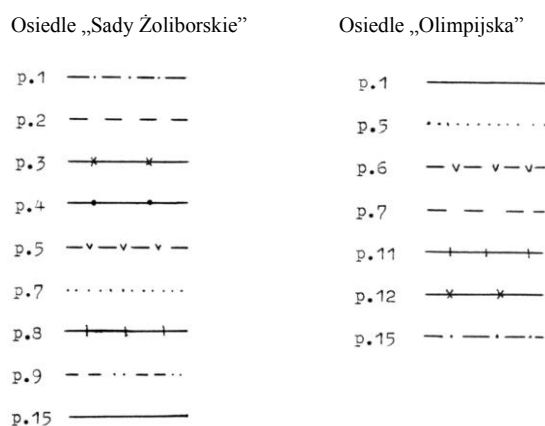 Osiedle „Sady Żoliborskie”
p.1
p.2
p.3
p.4
p.5
p.7
p.8
p.9
p.15
Osiedle „Olimpijska”
p.1
p.5
p.6
p.7
p.11
p.12
p.15